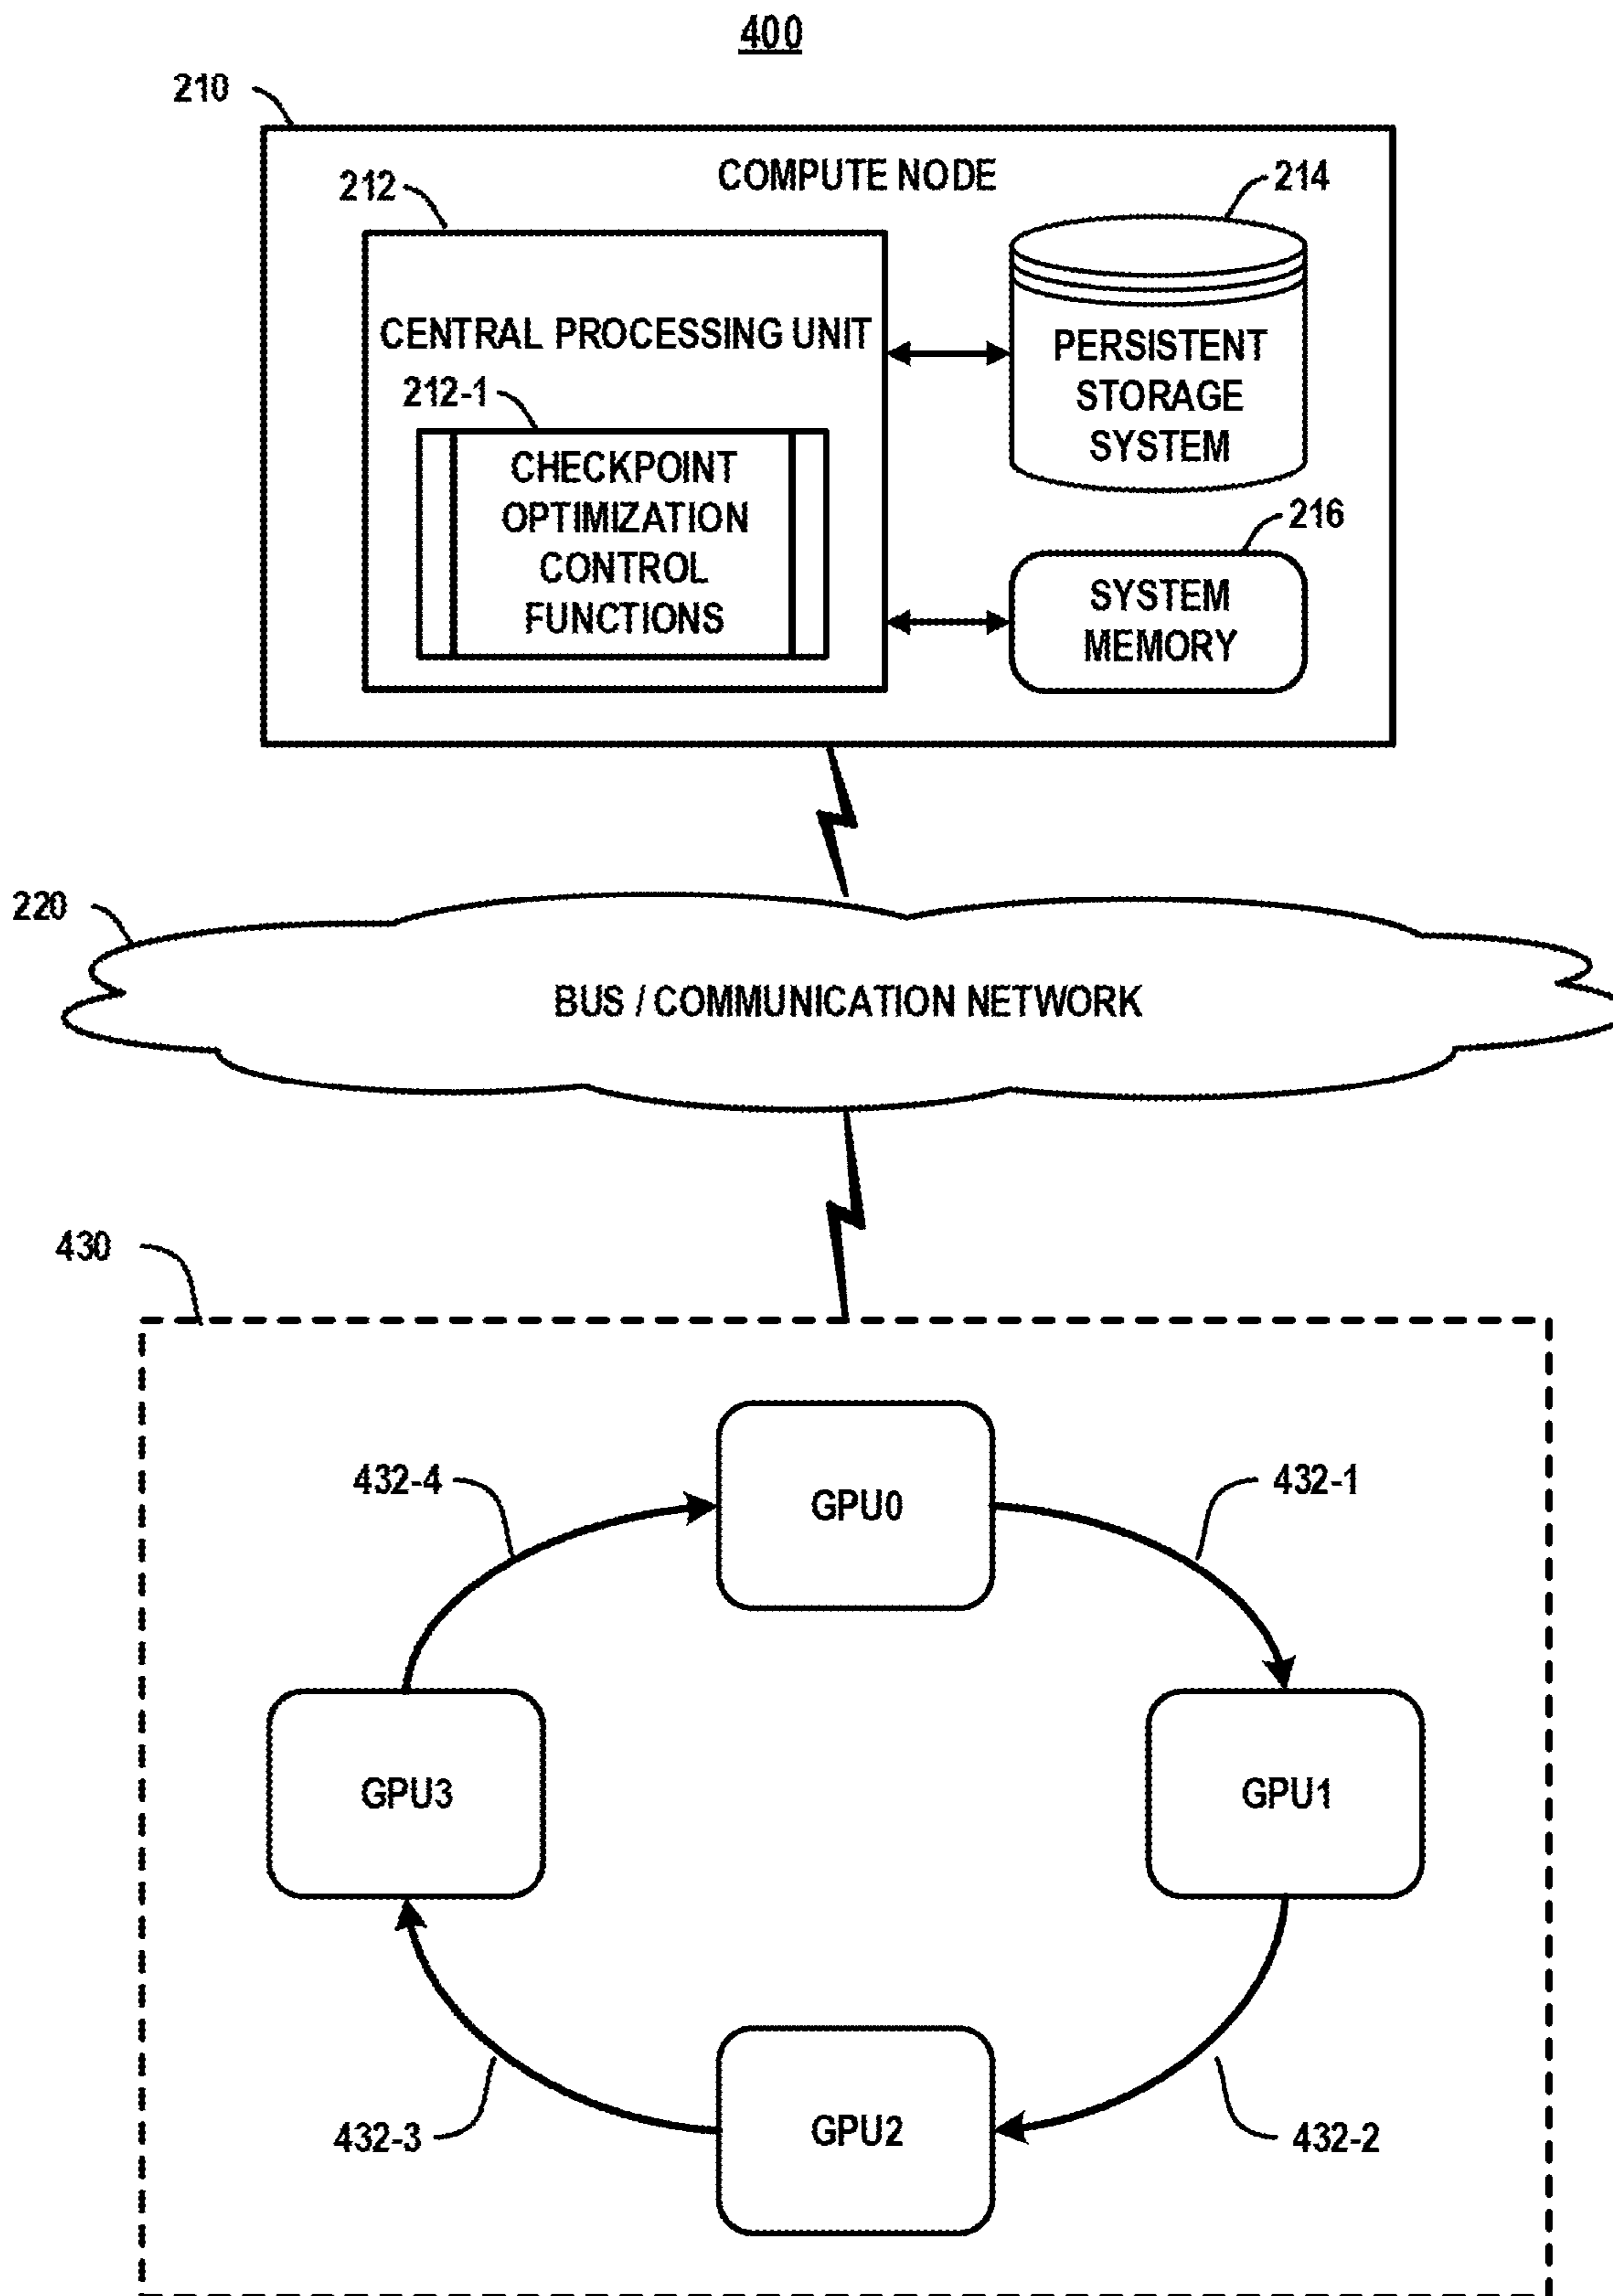 400
210
COMPUTE NODE
212
214
CENTRAL PROCESSING UNIT
PERSISTENT
STORAGE
SYSTEM
212-1
CHECKPOINT
OPTIMIZATION
CONTROL
FUNCTIONS
216
SYSTEM
MEMORY
220
BUS / COMMUNICATION NETWORK
430
432-4
GPU0
432-1
GPU3
GPU1
432-3
GPU2
432-2